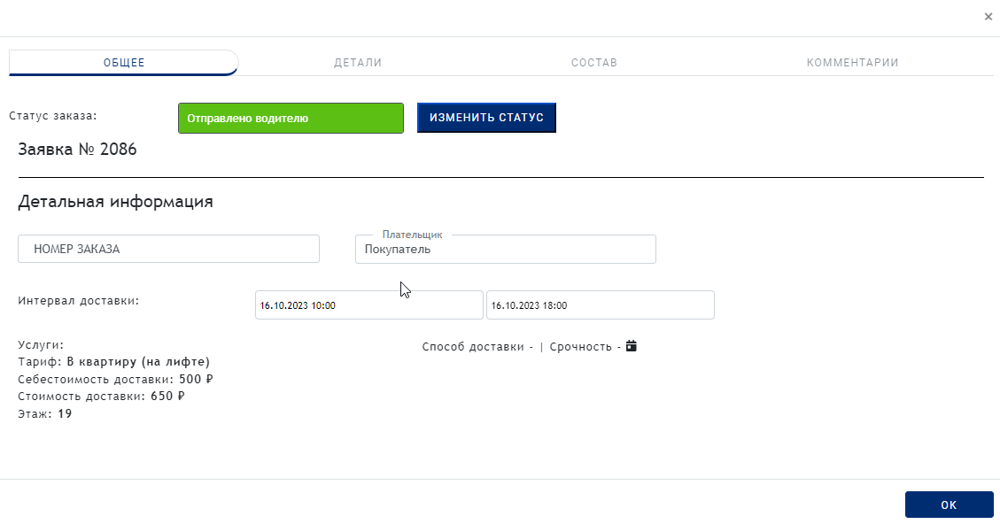 ×
ОБЩЕЕ ДЕТАЛИ СОСТАВ КОММЕНТАРИИ
Статус заказа: Отправлено водителю ИЗМЕНИТЬ СТАТУС
Заявка № 2086
Детальная информация
НОМЕР ЗАКАЗА
Плательщик
Покупатель
Интервал доставки: 16.10.2023 10:00 16.10.2023 18:00
Услуги:
Способ доставки - | Срочность -
Тариф: В квартиру (на лифте)
Себестоимость доставки: 500 ₽
Стоимость доставки: 650 ₽
Этаж: 19
ОК